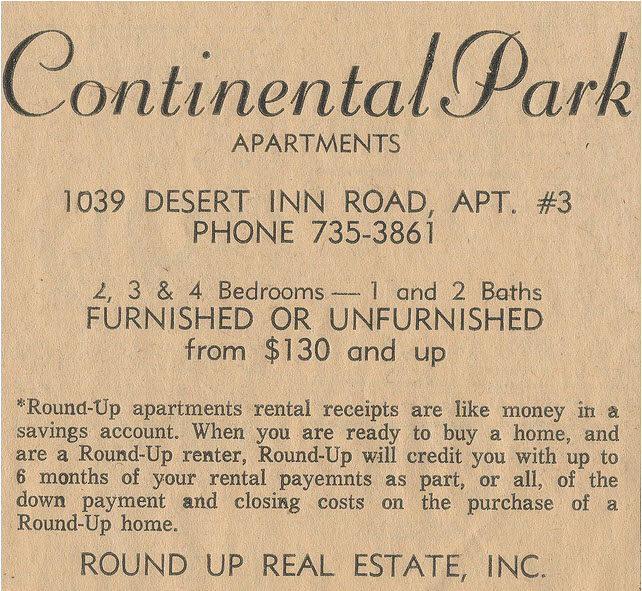 Continental Park
APARTMENTS
1039 DESERT INN ROAD, APT. #3
PHONE 735-3861
2, 3 & 4 Bedrooms — 1 and 2 Baths
FURNISHED OR UNFURNISHED
from $130 and up
*Round-Up apartments rental receipts are like money in a
savings account. When you are ready to buy a home, and
are a Round-Up renter, Round-Up will credit you with up to
6 months of your rental payemnts as part, or all, of the
down payment and closing costs on the purchase of a
Round-Up home.
ROUND UP REAL ESTATE, INC.